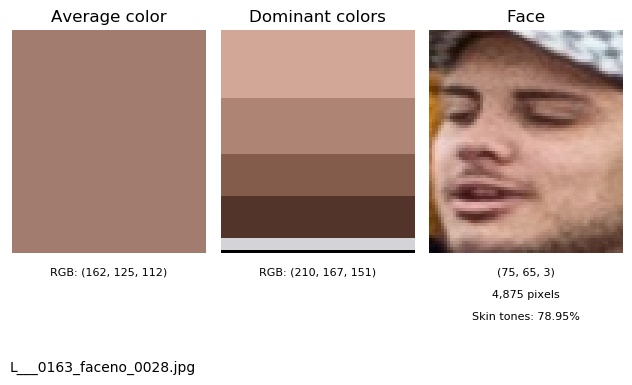 Average color
Dominant colors
Face
RGB: (162, 125, 112)
RGB: (210, 167, 151)
(75, 65, 3)
4,875 pixels
Skin tones: 78.95%
L___0163_faceno_0028.jpg